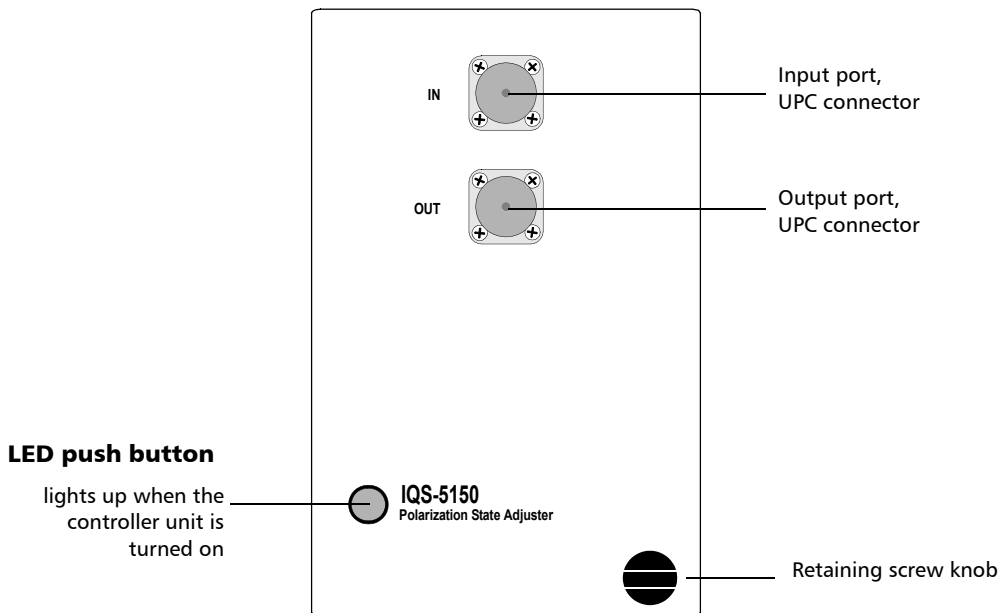 IN
Input port,
UPC connector
OUT
Output port,
UPC connector
LED push button
lights up when the
controller unit is
turned on
IQS-5150
Polarization State Adjuster
Retaining screw knob